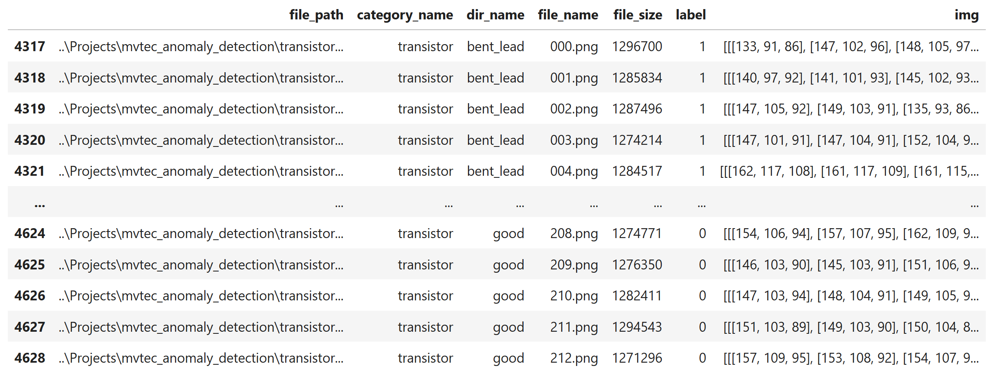 file_path category_name dir_name file_name file_size label img
4317 ..\Projects\mvtec_anomaly_detection\transistor... transistor bent_lead 000.png 1296700 1 [[[133, 91, 86], [147, 102, 96], [148, 105, 97...
4318 ..\Projects\mvtec_anomaly_detection\transistor... transistor bent_lead 001.png 1285834 1 [[[140, 97, 92], [141, 101, 93], [145, 102, 93...
4319 ..\Projects\mvtec_anomaly_detection\transistor... transistor bent_lead 002.png 1287496 1 [[[147, 105, 92], [149, 103, 91], [135, 93, 86...
4320 ..\Projects\mvtec_anomaly_detection\transistor... transistor bent_lead 003.png 1274214 1 [[[147, 101, 91], [147, 104, 91], [152, 104, 9...
4321 ..\Projects\mvtec_anomaly_detection\transistor... transistor bent_lead 004.png 1284517 1 [[[162, 117, 108], [161, 117, 109], [161, 115,...
... ... ... ... ... ... ... ...
4624 ..\Projects\mvtec_anomaly_detection\transistor... transistor good 208.png 1274771 0 [[[154, 106, 94], [157, 107, 95], [162, 109, 9...
4625 ..\Projects\mvtec_anomaly_detection\transistor... transistor good 209.png 1276350 0 [[[146, 103, 90], [145, 103, 91], [151, 106, 9...
4626 ..\Projects\mvtec_anomaly_detection\transistor... transistor good 210.png 1282411 0 [[[147, 103, 94], [148, 104, 91], [149, 105, 9...
4627 ..\Projects\mvtec_anomaly_detection\transistor... transistor good 211.png 1294543 0 [[[151, 103, 89], [149, 103, 90], [150, 104, 8...
4628 ..\Projects\mvtec_anomaly_detection\transistor... transistor good 212.png 1271296 0 [[[157, 109, 95], [153, 108, 92], [154, 107, 9...